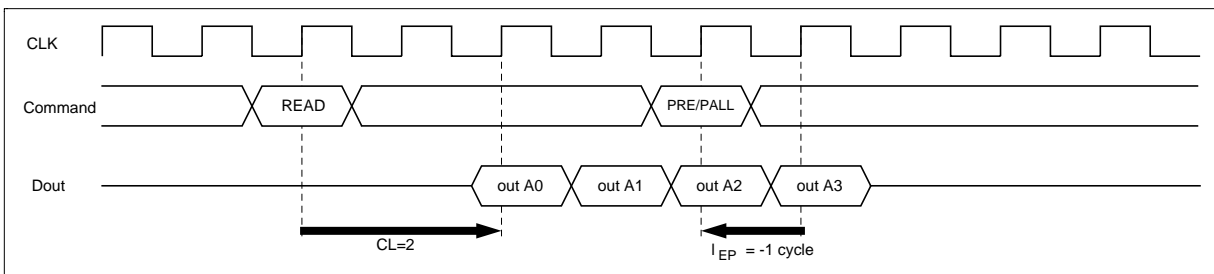 CLK
Command
READ
PRE/PALL
Dout
out A0
out A1
out A2
out A3
CL=2
l EP = -1 cycle